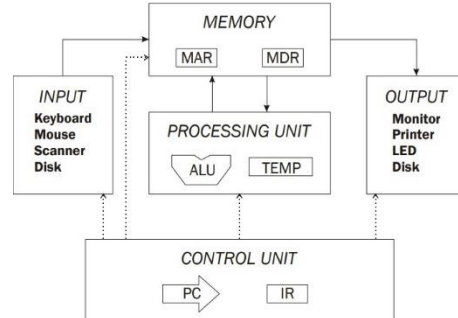 MEMORY
MAR MDR
INPUT
Keyboard
Mouse
Scanner
Disk
PROCESSING UNIT
ALU TEMP
OUTPUT
Monitor
Printer
LED
Disk
CONTROL UNIT
PC IR